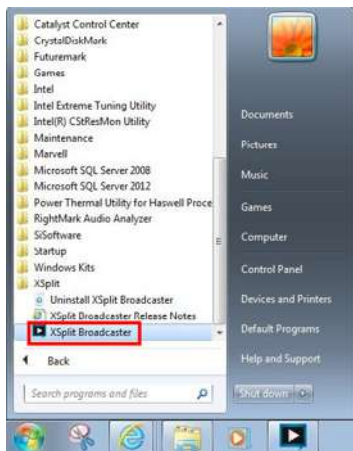 Catalyst Control Center
CrystalDiskMark
Futuremark
Games
Intel
Intel Extreme Tuning Utility
Intel(R) CStResMon Utility
Maintenance
Marvell
Microsoft SQL Server 2008
Microsoft SQL Server 2012
Power Thermal Utility for Haswell Proce
RightMark Audio Analyzer
SiSoftware
Startup
Windows Kits
XSplit
Uninstall XSplit Broadcaster
XSplit Broadcaster Release Notes
XSplit Broadcaster
Back
Search programs and files
Documents
Pictures
Music
Games
Computer
Control Panel
Devices and Printers
Default Programs
Help and Support
Shut down